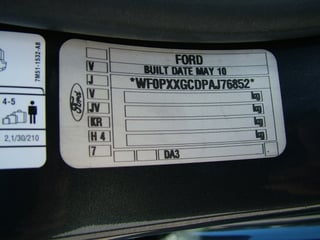 7M51-1532-AB
4-5
2,1/30/210
FORD
BUILT DATE MAY 10
*WF0PXXGCDPAJ76852*
V
J
V kg
JV kg
KR kg
H 4 kg
7 DA3
Ford